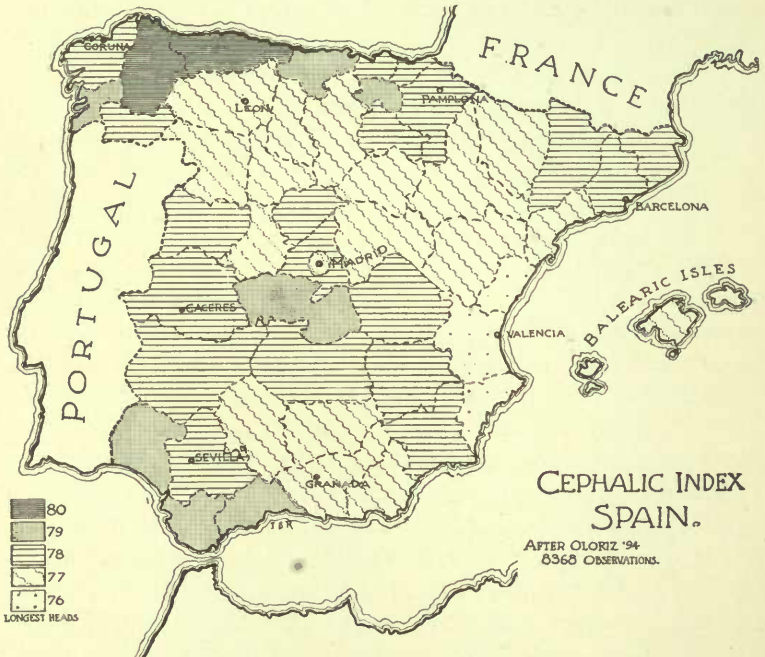 FRANCE
CORUNA
LEON
PAMPLONA
BARCELONA
MADRID
PORTUGAL
BALEARIC ISLES
CACERES
VALENCIA
SEVILLA
GRANADA
CEPHALIC INDEX
SPAIN.
AFTER OLORIZ '94
8368 OBSERVATIONS.
80
79
78
77
76
LONGEST HEADS